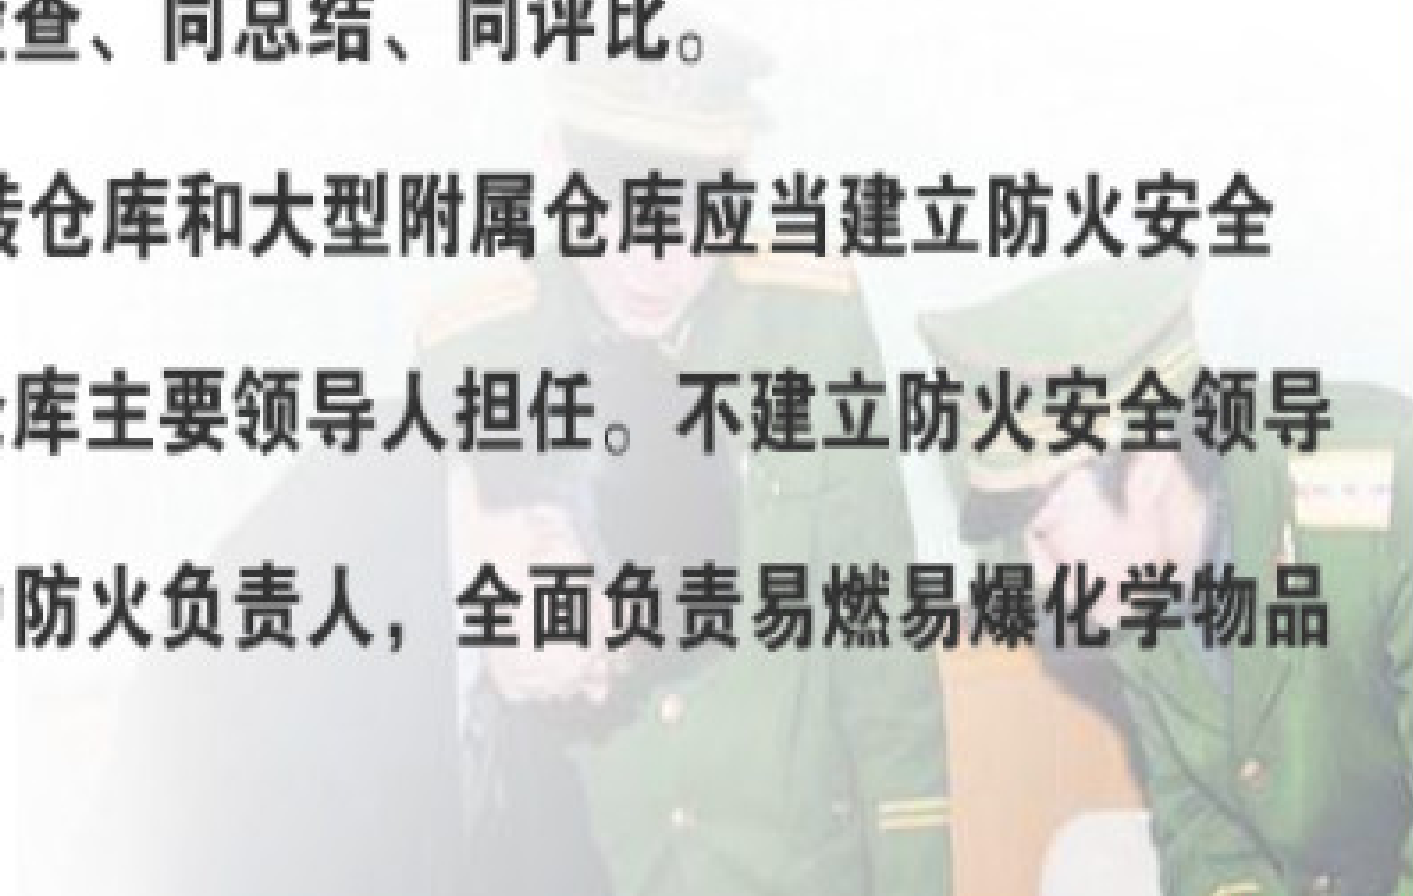 查、同总结、同评比。
仓库和大型附属仓库应当建立防火安全
库主要领导人担任。不建立防火安全领导
防火负责人，全面负责易燃易爆化学物品